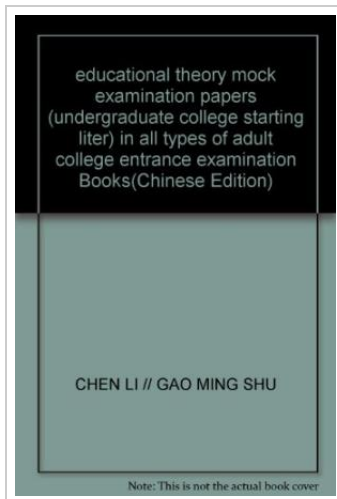 educational theory mock
examination papers
(undergraduate college starting
liter) in all types of adult
college entrance examination
Books(Chinese Edition)
CHEN LI // GAO MING SHU
Note: This is not the actual book cover